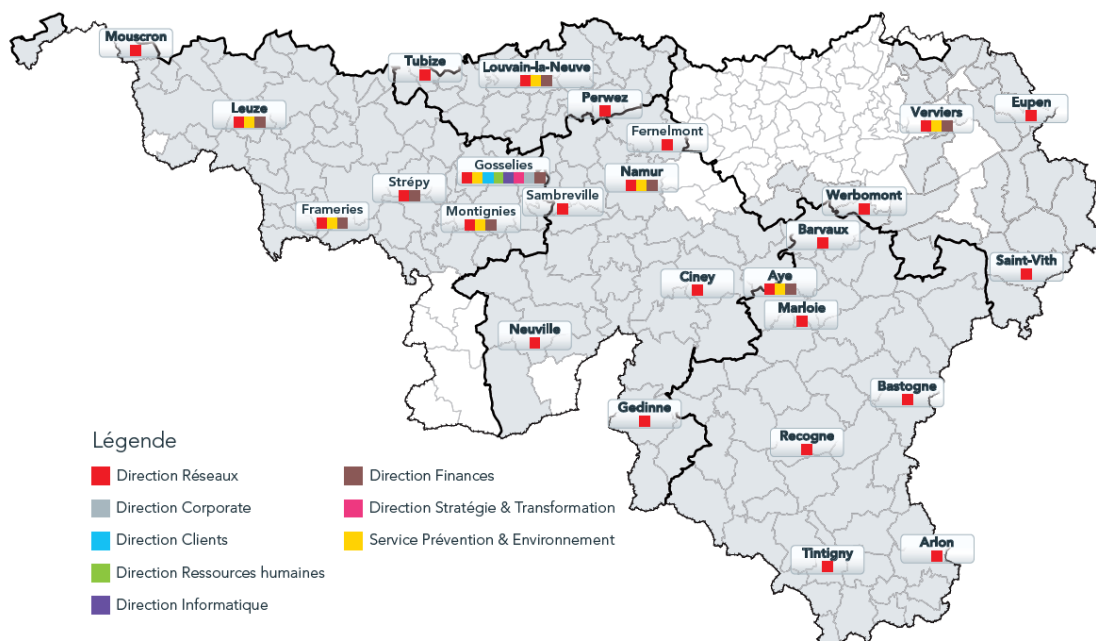 Mouscron
Tubize
Louvain-la-Neuve
Perwez
Leuze
Verviers
Eupen
Fernelmont
Gosselies
Namur
Strépy
Sambreville
Werbomont
Frameries
Montignies
Barvaux
Saint-Vith
Ciney
Aye
Marloie
Neuville
Bastogne
Gedinne
Recogne
Arlon
Tintigny
Légende
Direction Réseaux
Direction Corporate
Direction Clients
Direction Ressources humaines
Direction Informatique
Direction Finances
Direction Stratégie & Transformation
Service Prévention & Environnement